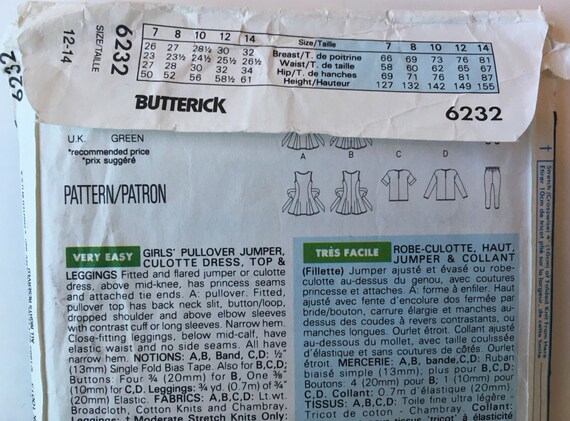 6232
12-14
SIZE/TAILLE
6232
7 8 10 12 14 Size/Taille 7 8 10 12 14
26 27 28½ 30 32 Breast/T. de poitrine 66 69 73 76 81
23 23½ 24½ 25½ 26½ Waist/T. de taille 58 60 62 65 67
27 28 30 32 34 Hip/T. de hanches 69 71 76 81 87
50 52 56 58½ 61 Height/Hauteur 127 132 142 149 155
BUTTERICK 6232
U.K. GREEN
*recommended price
*prix suggéré
A B C D
PATTERN/PATRON
VERY EASY GIRLS' PULLOVER JUMPER,
CULOTTE DRESS, TOP &
LEGGINGS Fitted and flared jumper or culotte
dress, above mid-knee, has princess seams
and attached tie ends. A: pullover. Fitted,
pullover top has back neck slit, button/loop,
dropped shoulder and above elbow sleeves
with contrast cuff or long sleeves. Narrow hem.
Close-fitting leggings, below mid-calf, have
elastic waist and no side seams. All have
narrow hem. NOTIONS: A,B, Band, C,D: ½"
(13mm) Single Fold Bias Tape. Also for B,C,D:
Buttons: Four ¾ (20mm) for B, One ⅜"
(10mm) for C,D. Leggings: ¾ yd. (0.7m) of ¾"
(20mm) Elastic. FABRICS: A,B,C,D: Lt.wt.
Broadcloth, Cotton Knits and Chambray.
Leggings: † Moderate Stretch Knits Only:
TRÈS FACILE ROBE-CULOTTE, HAUT,
JUMPER & COLLANT
(Fillette) Jumper ajusté et évasé ou robe-
culotte au-dessus du genou, avec coutures
princesse et attaches. A: forme à enfiler. Haut
ajusté avec fente d'encolure dos fermée par
bride/bouton, carrure élargie et manches au-
dessus des coudes à revers contrasté, ou
manches longues. Ourlet étroit. Collant ajusté
au-dessous du mollet, avec taille coulissée
d'élastique et sans coutures de côté. Ourlet
étroit. MERCERIE: A,B, bande,C,D: Ruban
biaisé simple (13mm), plus pour B,C,D:
Boutons: 4 (20mm) pour B; 1 (10mm) pour
C,D. Collant: 0.7m d'élastique (20mm).
TISSUS: A,B,C,D: Toile fine ultra légère -
Tricot de coton - Chambray. Collant: